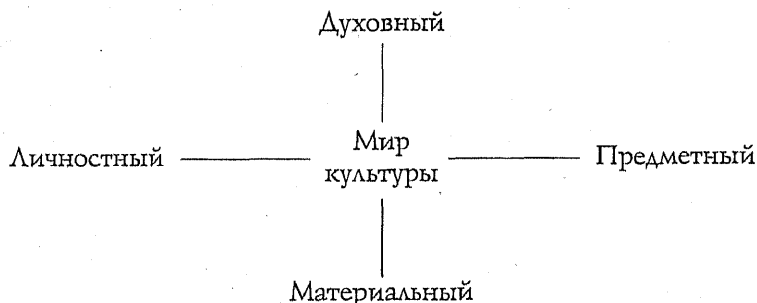 Духовный
Личностный
Мир
культуры
Предметный
Материальный